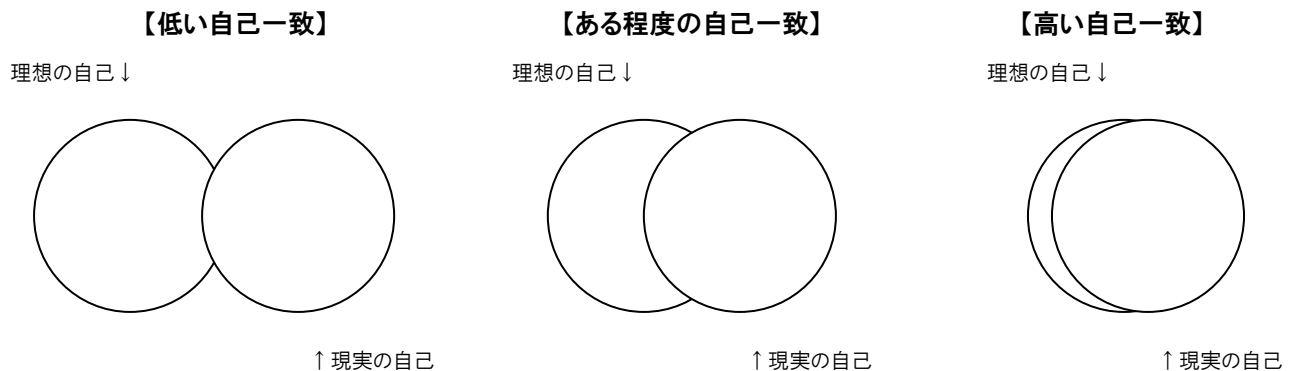 【低い自己一致】
【ある程度の自己一致】
【高い自己一致】
理想の自己↓
理想の自己↓
理想の自己↓
↑現実の自己
↑現実の自己
↑現実の自己